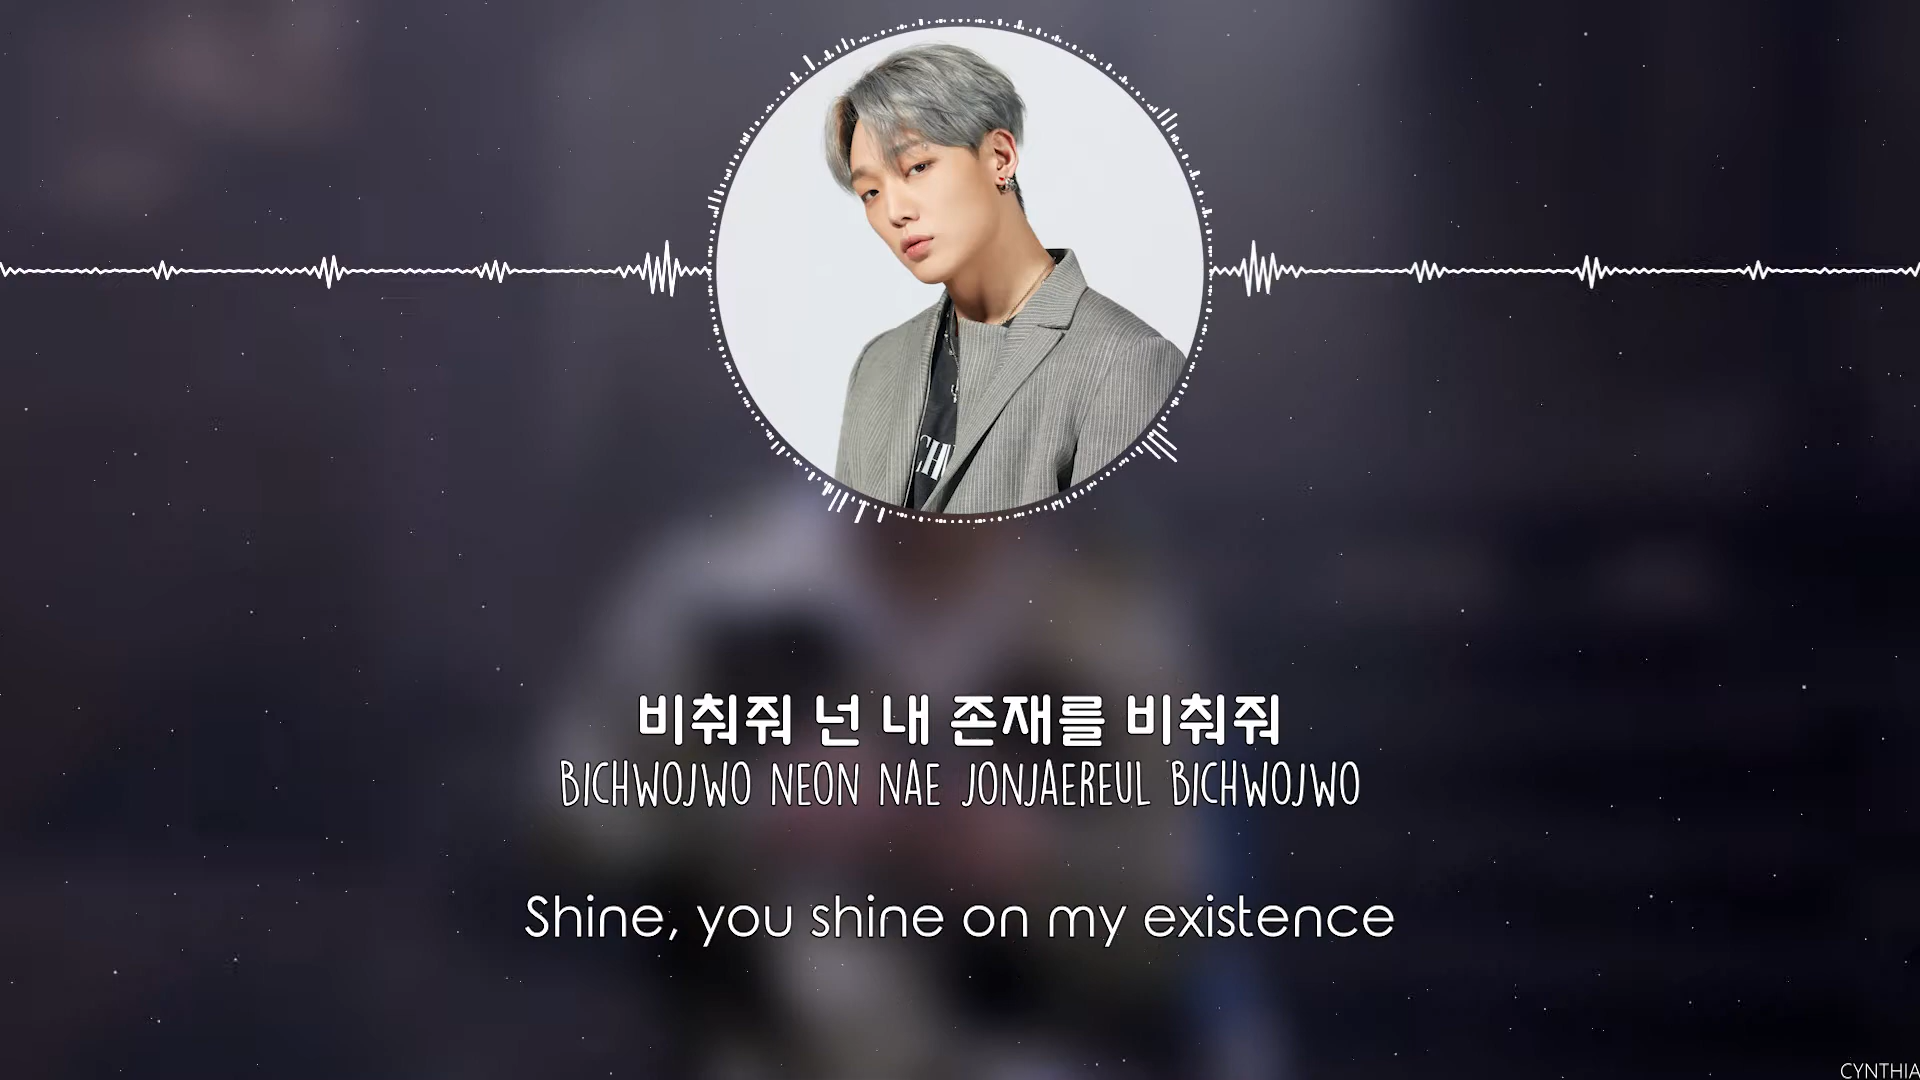 CHW
비춰줘 넌 내 존재를 비춰줘
BICHWOJWO NEON NAE JONJAEREUL BICHWOJWO
Shine, you shine on my existence
CYNTHIA